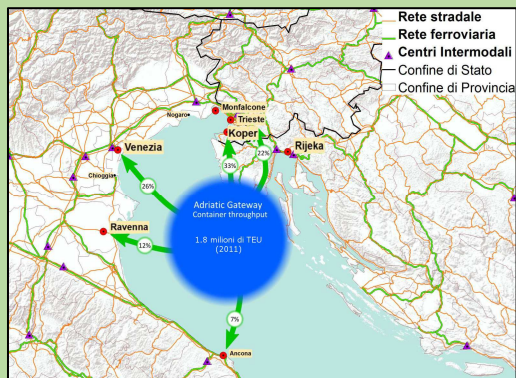 Rete stradale
Rete ferroviaria
Centri Intermodali
Confine di Stato
Confine di Provincia
Monfalcone
Nogaro
Trieste
Koper
Rijeka
Venezia
22%
33%
Chioggia
26%
Adriatic Gateway
Container throughput
Ravenna
1.8 milioni di TEU
(2011)
12%
7%
Ancona